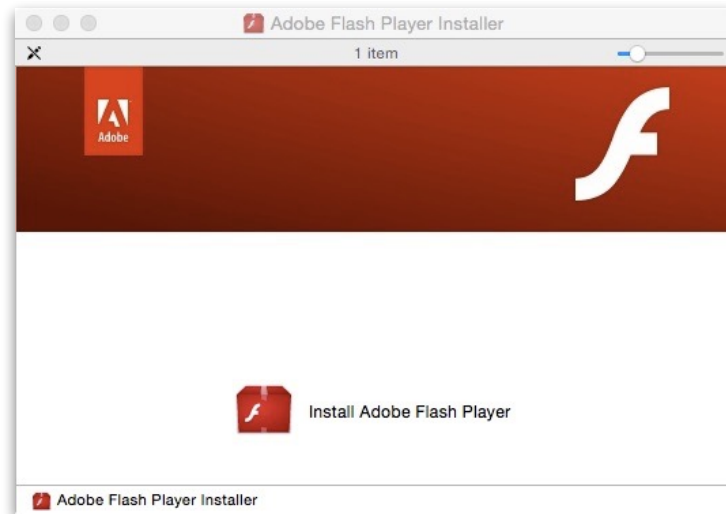 Adobe Flash Player Installer
1 item
Adobe
Install Adobe Flash Player
Adobe Flash Player Installer